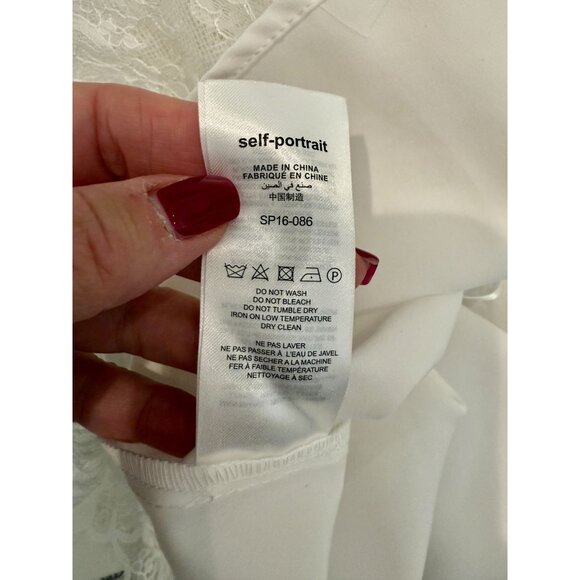 self-portrait
MADE IN CHINA
FABRIQUÉ EN CHINE
صنع في الصين
中国制造
SP16-086
P
DO NOT WASH
DO NOT BLEACH
DO NOT TUMBLE DRY
IRON ON LOW TEMPERATURE
DRY CLEAN
NE PAS LAVER
NE PAS PASSER À L'EAU DE JAVEL
NE PAS SECHER A LA MACHINE
FER À FAIBLE TEMPÉRATURE
NETTOYAGE À SEC